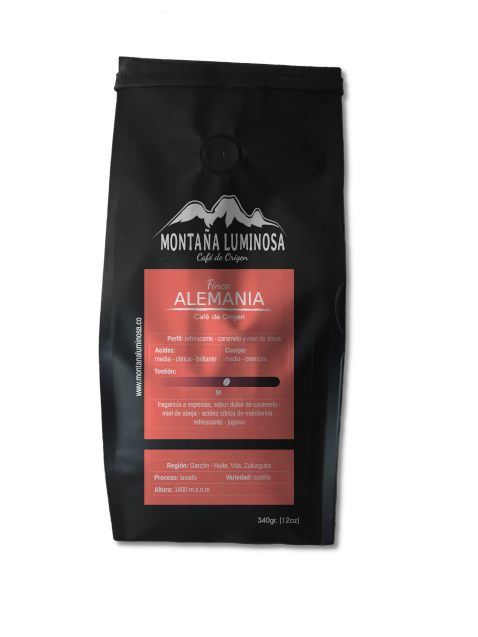 MONTAÑA LUMINOSA
Café de Origen
Finca
ALEMANIA
Café de Origen
Perfil: refrescante - caramelo y miel de abeja
Acidez:
media - cítrica - brillante
Cuerpo:
medio - cremoso
Tostión:
M
fragancia a especias, sabor dulce de caramelo -
miel de abeja - acidez cítrica de mandarina -
refrescante - jugoso
www.montanaluminosa.co
Región: Garzón - Huila, Vda. Zuluaguita
Proceso: lavado
Variedad: castillo
Altura: 1400 m.s.n.m
340gr. (12oz)